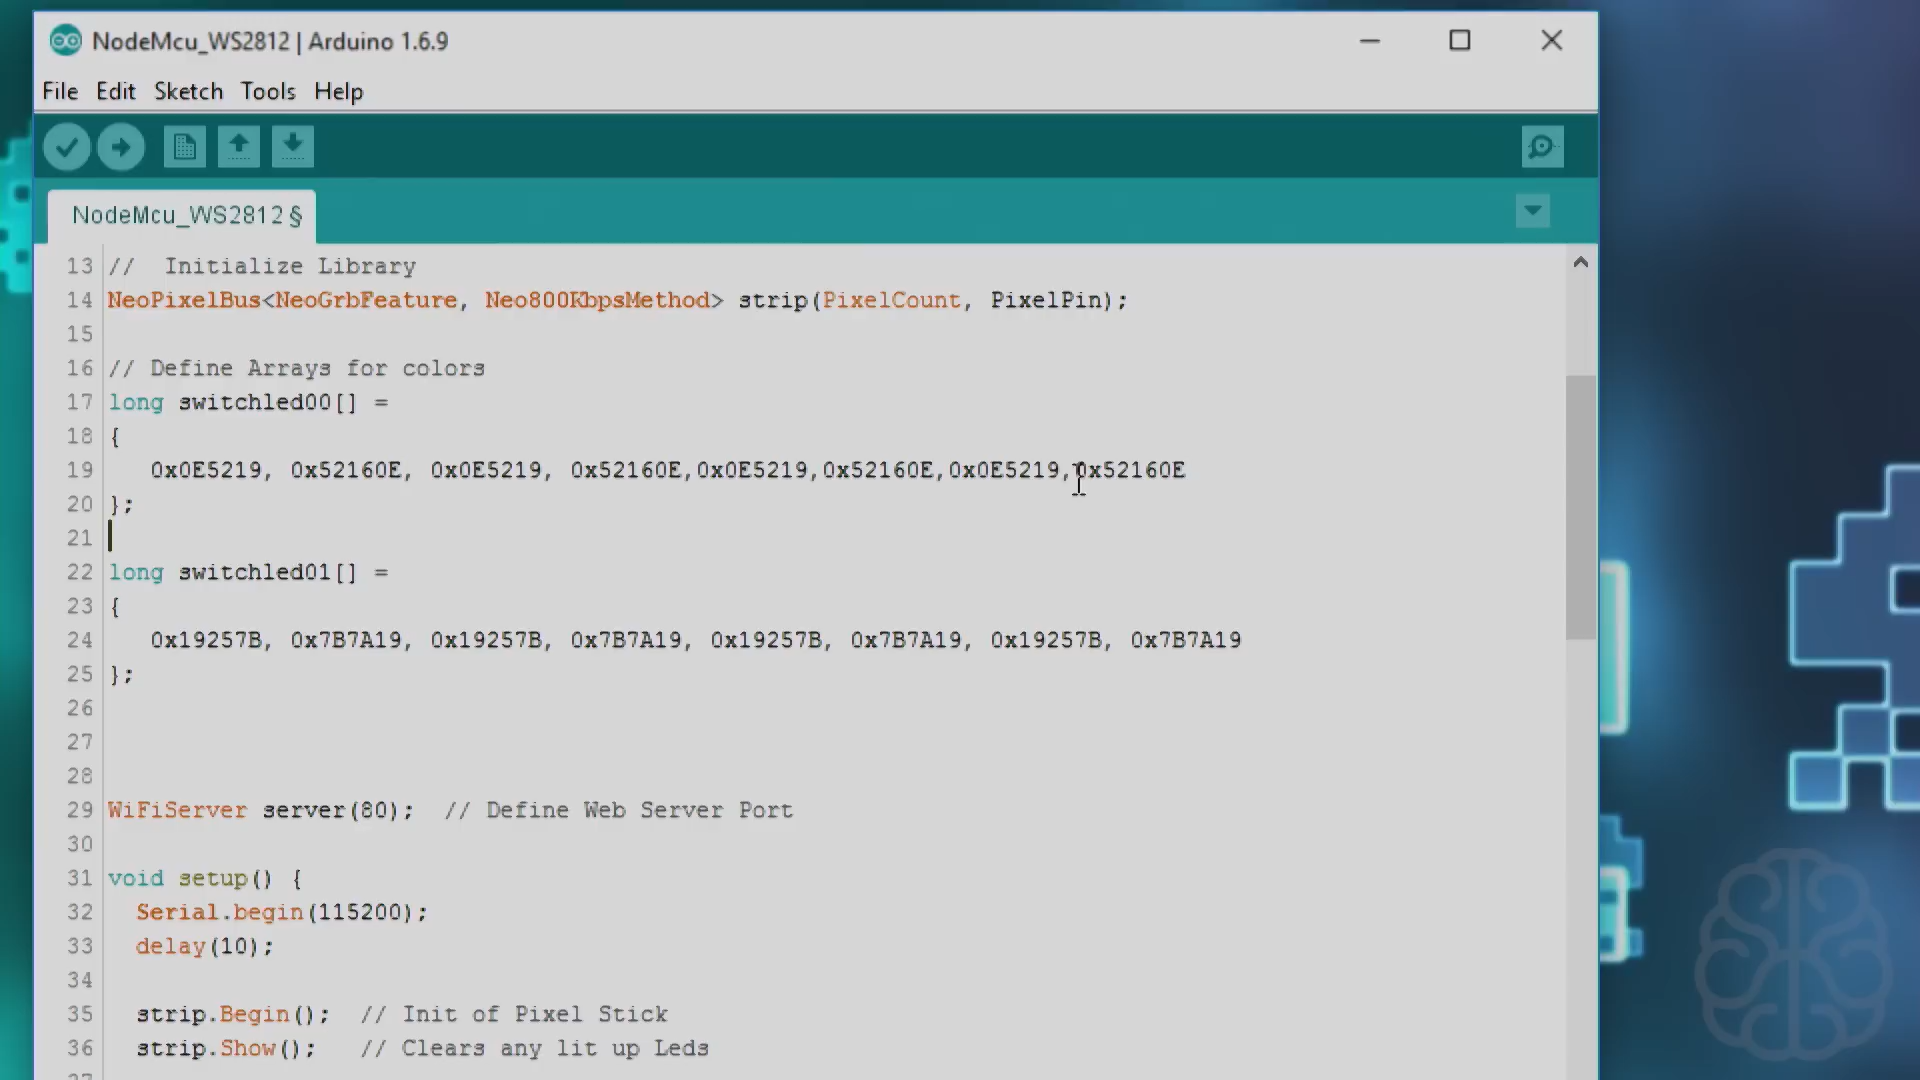 NodeMcu_WS2812 | Arduino 1.6.9
File Edit Sketch Tools Help
NodeMcu_WS2812 §
13 //  Initialize Library
14 NeoPixelBus<NeoGrbFeature, Neo800KbpsMethod> strip(PixelCount, PixelPin);
15
16 // Define Arrays for colors
17 long switchled00[] =
18 {
19    0x0E5219, 0x52160E, 0x0E5219, 0x52160E,0x0E5219,0x52160E,0x0E5219,0x52160E
20 };
21
22 long switchled01[] =
23 {
24    0x19257B, 0x7B7A19, 0x19257B, 0x7B7A19, 0x19257B, 0x7B7A19, 0x19257B, 0x7B7A19
25 };
26
27
28
29 WiFiServer server(80);  // Define Web Server Port
30
31 void setup() {
32   Serial.begin(115200);
33   delay(10);
34
35   strip.Begin();  // Init of Pixel Stick
36   strip.Show();   // Clears any lit up Leds